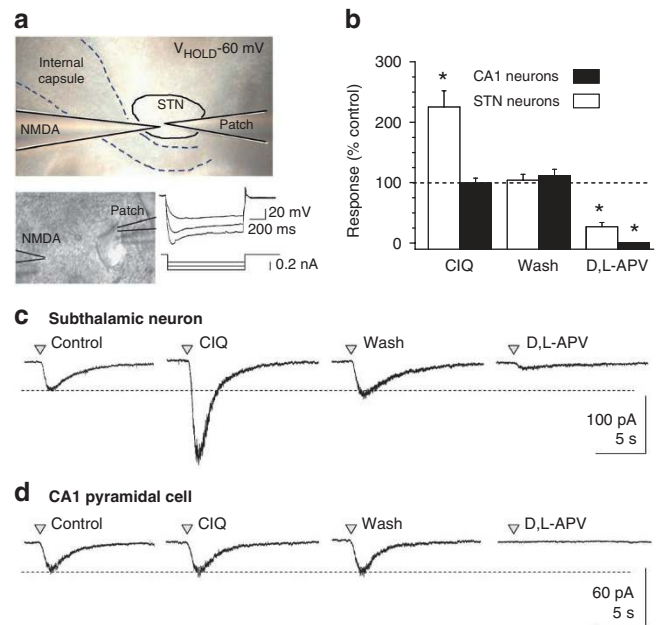 a
V_HOLD-60 mV
Internal
capsule
STN
NMDA
Patch
Patch
NMDA
20 mV
200 ms
0.2 nA
b
Response (% control)
300
200
100
0
*
CA1 neurons
STN neurons
*
*
CIQ
Wash
D,L-APV
c Subthalamic neuron
Control
CIQ
Wash
D,L-APV
100 pA
5 s
d CA1 pyramidal cell
Control
CIQ
Wash
D,L-APV
60 pA
5 s